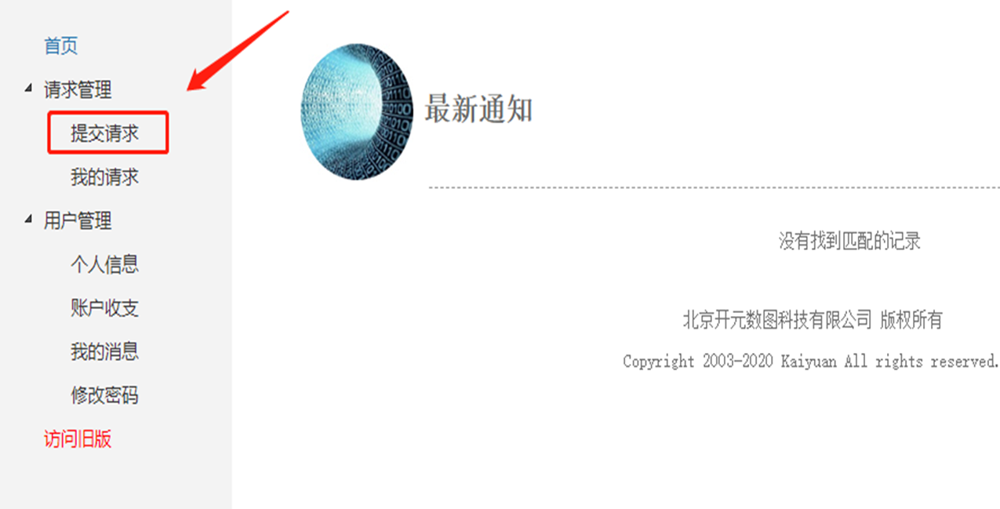 首页
请求管理
提交请求
我的请求
用户管理
个人信息
账户收支
我的消息
修改密码
访问旧版
最新通知
没有找到匹配的记录
北京开元数图科技有限公司 版权所有
Copyright 2003-2020 Kaiyuan All rights reserved.